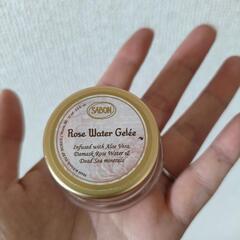 SABON
Rose Water Gelée
Infused with Aloe Vera,
Damask Rose Water &
Dead Sea minerals